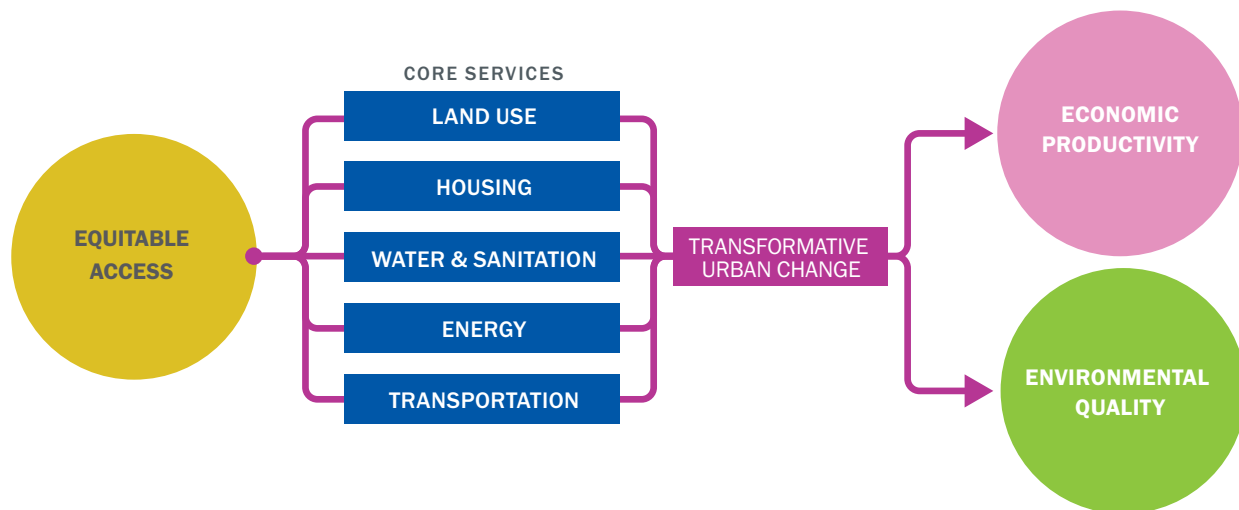 CORE SERVICES
EQUITABLE
ACCESS
LAND USE
HOUSING
WATER & SANITATION
ENERGY
TRANSPORTATION
TRANSFORMATIVE
URBAN CHANGE
ECONOMIC
PRODUCTIVITY
ENVIRONMENTAL
QUALITY